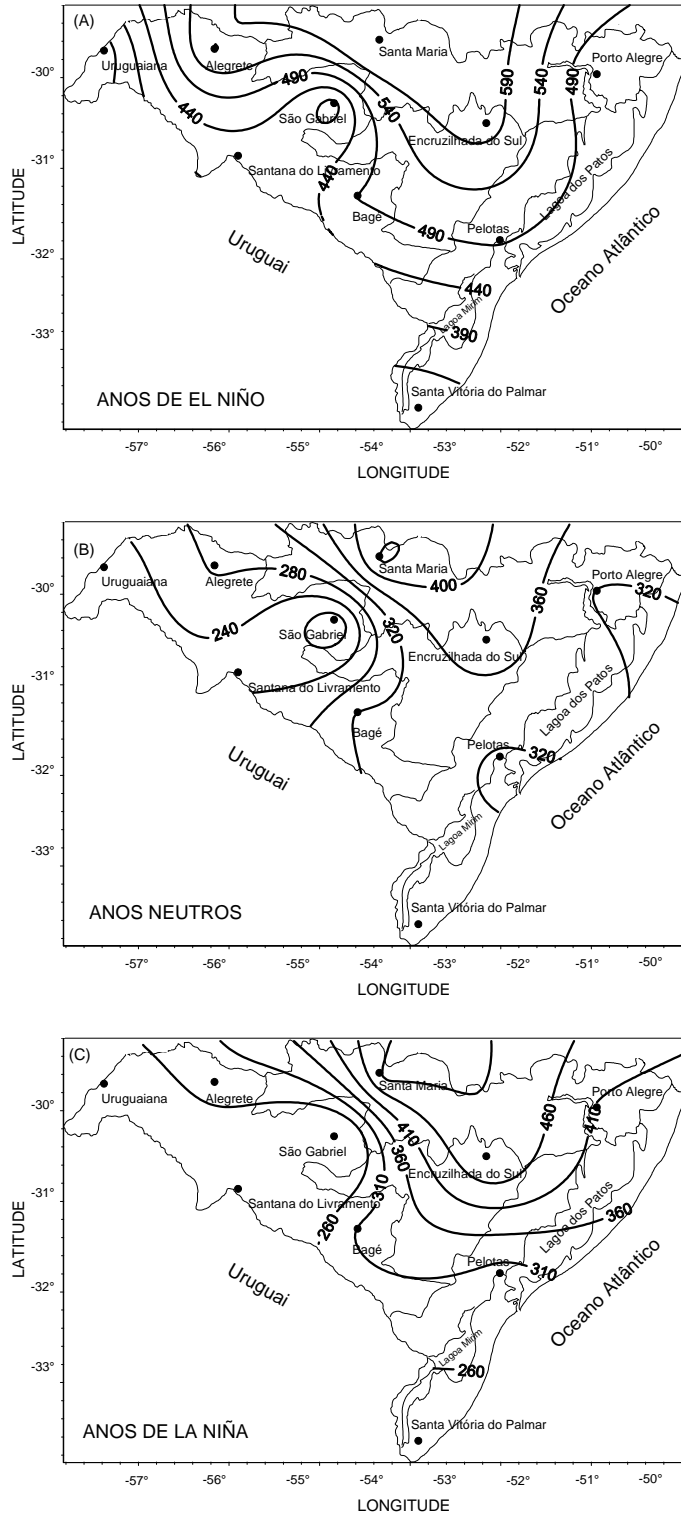 (A)
Santa Maria
Uruguaiana
Alegrete
Porto Alegre
-30°
490
590
540
490
440
540
São Gabriel
Encruzilhada do Sul
-31°
Santana do Livramento
440
Lagoa dos Patos
Bagé
LATITUDE
490
Pelotas
Uruguai
-32°
Oceano Atlântico
440
Lagoa Mirim
-33°
390
Santa Vitória do Palmar
ANOS DE EL NIÑO
-57°
-56°
-55°
-54°
-53°
-52°
-51°
-50°
LONGITUDE
(B)
Santa Maria
Uruguaiana
Alegrete
280
400
360
Porto Alegre
320
-30°
240
São Gabriel
320
Encruzilhada do Sul
-31°
Santana do Livramento
Lagoa dos Patos
Bagé
LATITUDE
Pelotas
320
Uruguai
-32°
Oceano Atlântico
Lagoa Mirim
-33°
Santa Vitória do Palmar
ANOS NEUTROS
-57°
-56°
-55°
-54°
-53°
-52°
-51°
-50°
LONGITUDE
(C)
Santa Maria
Uruguaiana
Alegrete
Porto Alegre
-30°
410
460
410
São Gabriel
360
Encruzilhada do Sul
-31°
Santana do Livramento
310
260
360
Lagoa dos Patos
Bagé
LATITUDE
Pelotas
310
Uruguai
-32°
Oceano Atlântico
Lagoa Mirim
-33°
260
Santa Vitória do Palmar
ANOS DE LA NIÑA
-57°
-56°
-55°
-54°
-53°
-52°
-51°
-50°
LONGITUDE